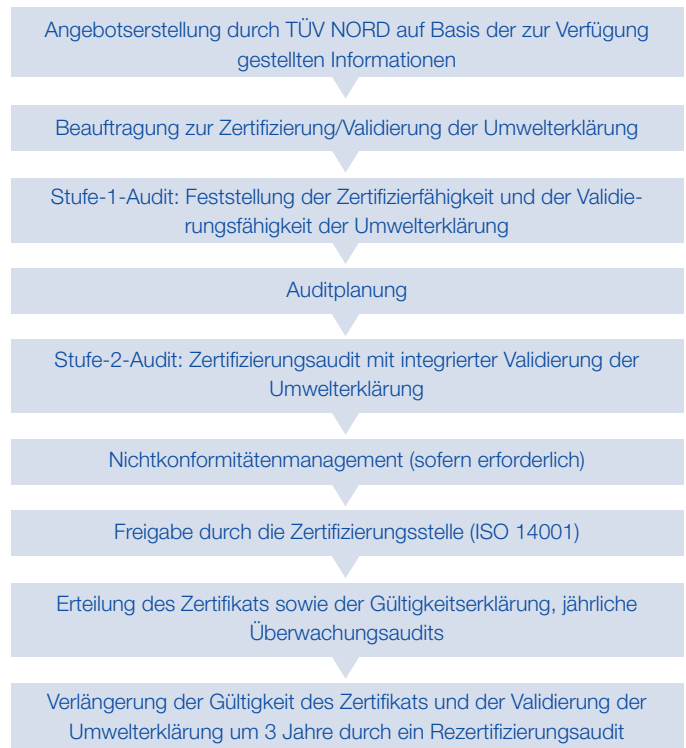 Angebotserstellung durch TÜV NORD auf Basis der zur Verfügung
gestellten Informationen
Beauftragung zur Zertifizierung/Validierung der Umwelterklärung
Stufe-1-Audit: Feststellung der Zertifizierfähigkeit und der Validie-
rungsfähigkeit der Umwelterklärung
Auditplanung
Stufe-2-Audit: Zertifizierungsaudit mit integrierter Validierung der
Umwelterklärung
Nichtkonformitätenmanagement (sofern erforderlich)
Freigabe durch die Zertifizierungsstelle (ISO 14001)
Erteilung des Zertifikats sowie der Gültigkeitserklärung, jährliche
Überwachungsaudits
Verlängerung der Gültigkeit des Zertifikats und der Validierung der
Umwelterklärung um 3 Jahre durch ein Rezertifizierungsaudit